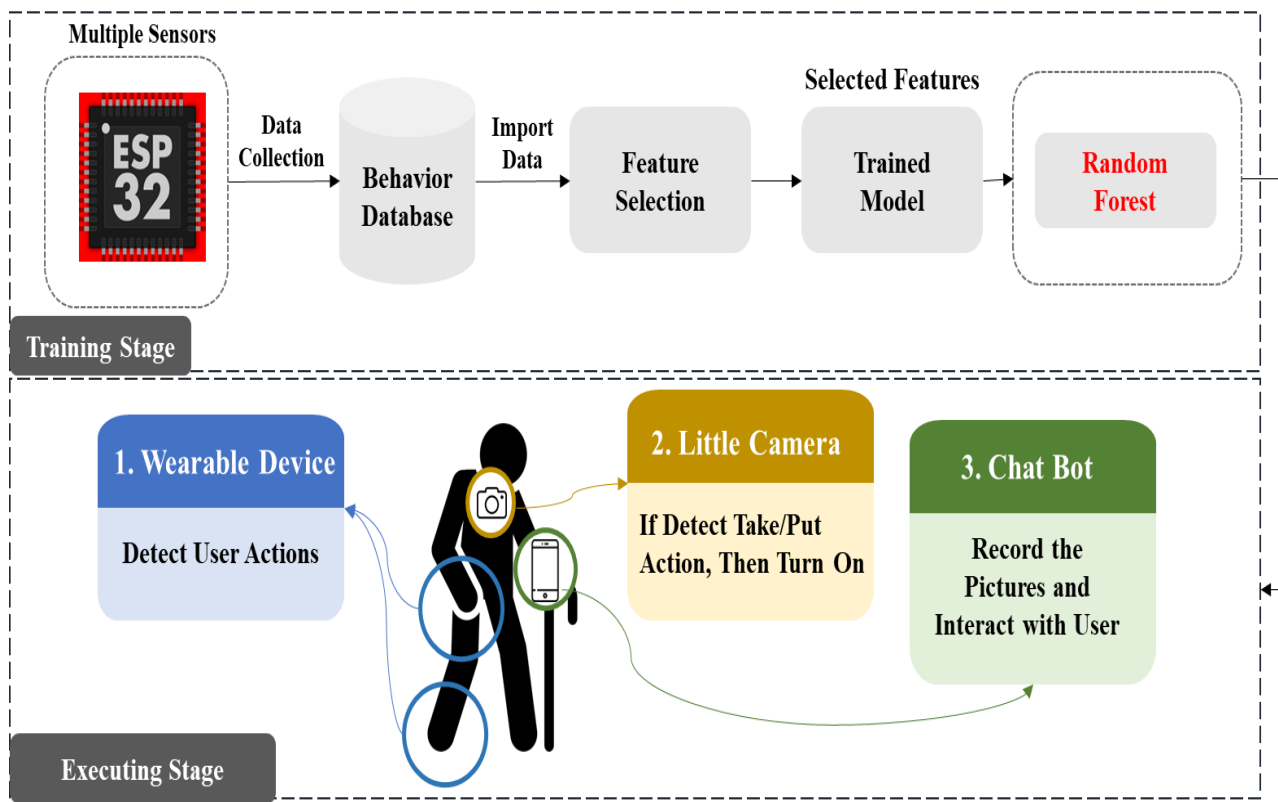 Multiple Sensors
ESP
32
Data
Collection
Behavior
Database
Import
Data
Feature
Selection
Selected Features
Trained
Model
Random
Forest
Training Stage
1. Wearable Device
Detect User Actions
2. Little Camera
If Detect Take/Put
Action, Then Turn On
3. Chat Bot
Record the
Pictures and
Interact with User
Executing Stage